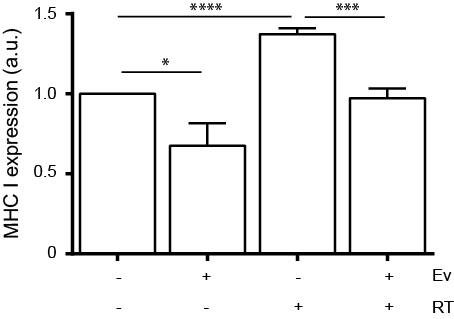 1.5
**** ***
*
1.0
0.5
0
MHC I expression (a.u.)
- + - + Ev
- - + + RT